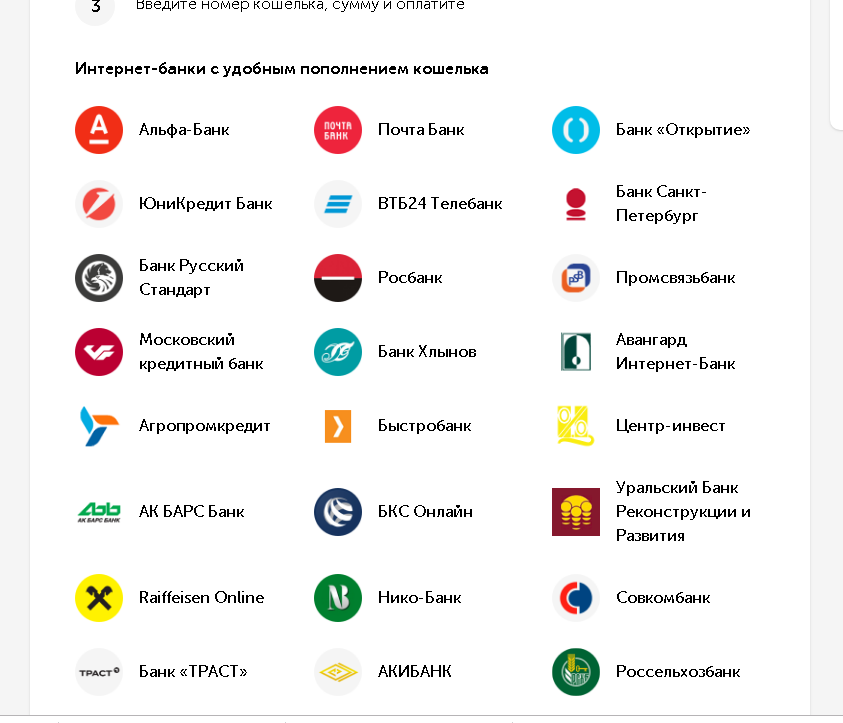 3 Введите номер кошелька, сумму и оплатите
Интернет-банки с удобным пополнением кошелька
А Альфа-Банк
ПОЧТА
БАНК
Почта Банк
Банк «Открытие»
ЮниКредит Банк
ВТБ24 Телебанк
Банк Санкт-
Петербург
Банк Русский
Стандарт
Росбанк
PSB Промсвязьбанк
Московский
кредитный банк
Банк Хлынов
Авангард
Интернет-Банк
Агропромкредит
Быстробанк
Центр-инвест
АК БАРС БАНК
АК БАРС Банк
БКС Онлайн
Уральский Банк
Реконструкции и
Развития
Raiffeisen Online
Нико-Банк
Совкомбанк
ТРАСТ Банк «ТРАСТ»
АКИБАНК
Россельхозбанк